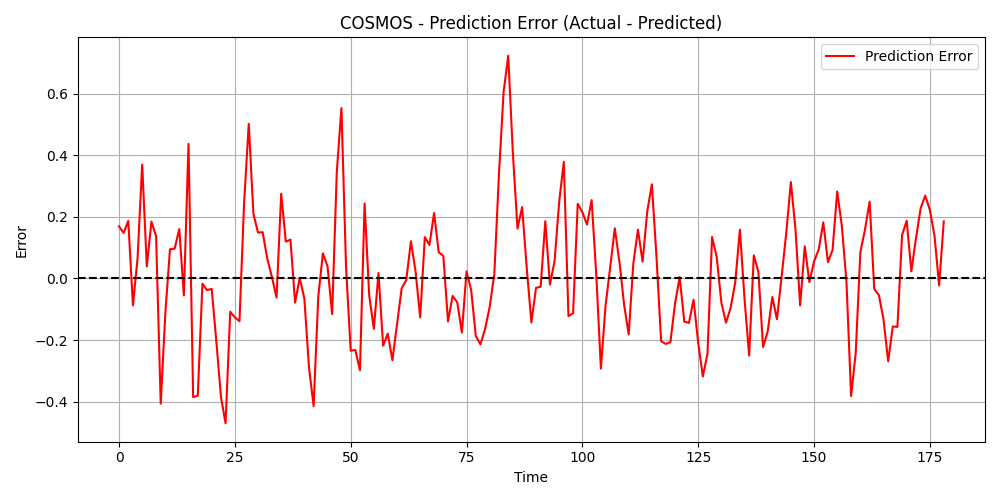 COSMOS - Prediction Error (Actual - Predicted)
Prediction Error
0.6
0.4
0.2
0.0
−0.2
−0.4
Error
0 25 50 75 100 125 150 175
Time